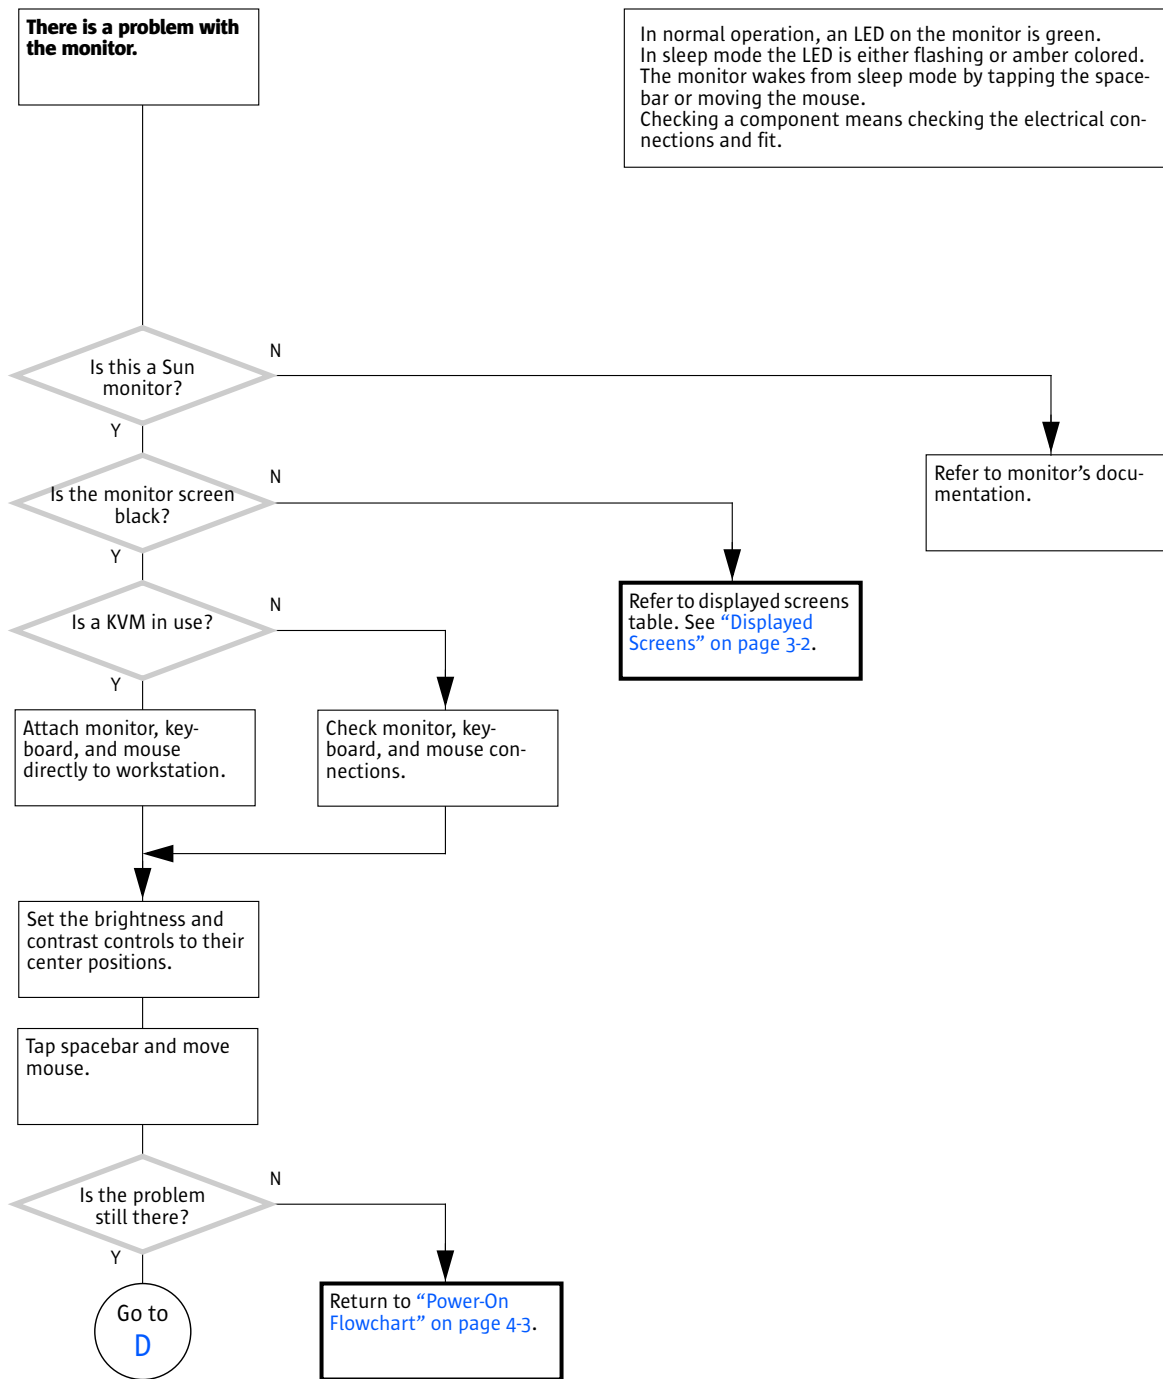 There is a problem with
the monitor.
In normal operation, an LED on the monitor is green.
In sleep mode the LED is either flashing or amber colored.
The monitor wakes from sleep mode by tapping the space-
bar or moving the mouse.
Checking a component means checking the electrical con-
nections and fit.
Is this a Sun
monitor?
N
Y
Refer to monitor’s docu-
mentation.
Is the monitor screen
black?
N
Y
Refer to displayed screens
table. See “Displayed
Screens” on page 3-2.
Is a KVM in use?
N
Y
Attach monitor, key-
board, and mouse
directly to workstation.
Check monitor, key-
board, and mouse con-
nections.
Set the brightness and
contrast controls to their
center positions.
Tap spacebar and move
mouse.
Is the problem
still there?
N
Y
Go to
D
Return to “Power-On
Flowchart” on page 4-3.